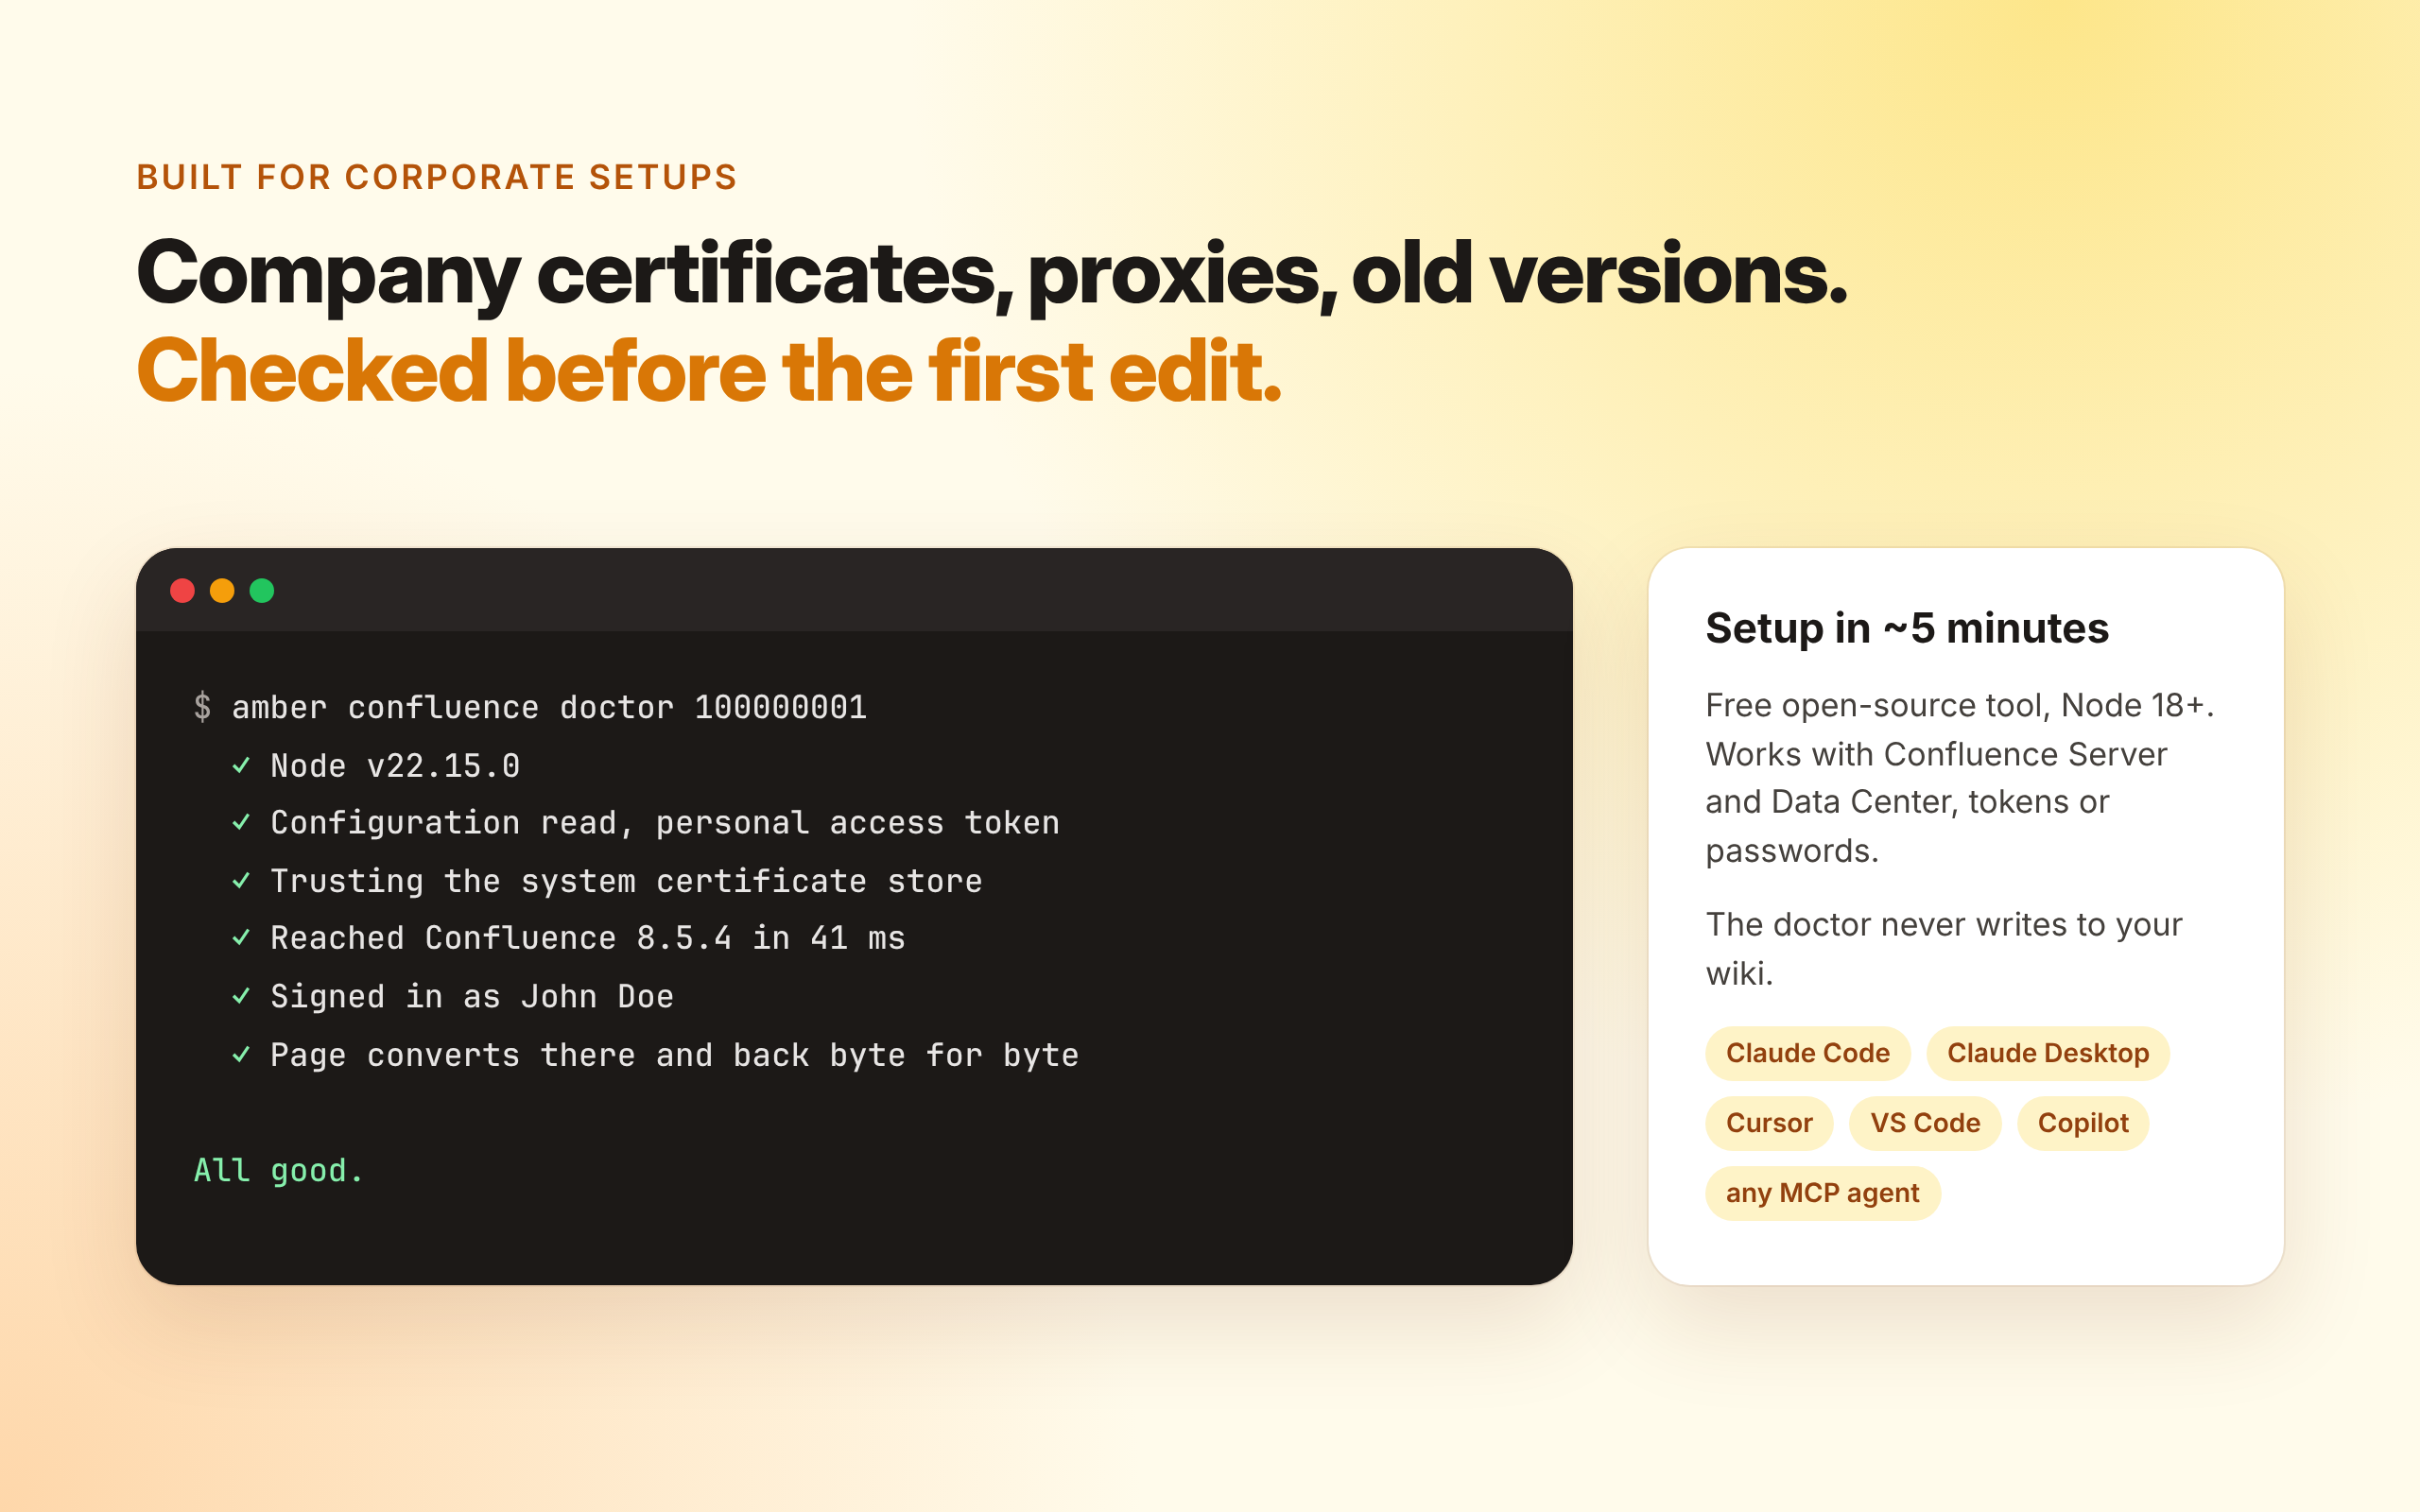 BUILT FOR CORPORATE SETUPS
Company certificates, proxies, old versions.
Checked before the first edit.
$ amber confluence doctor 100000001
✓ Node v22.15.0
✓ Configuration read, personal access token
✓ Trusting the system certificate store
✓ Reached Confluence 8.5.4 in 41 ms
✓ Signed in as John Doe
✓ Page converts there and back byte for byte
All good.
Setup in ~5 minutes
Free open-source tool, Node 18+.
Works with Confluence Server
and Data Center, tokens or
passwords.
The doctor never writes to your
wiki.
Claude Code Claude Desktop
Cursor VS Code Copilot
any MCP agent